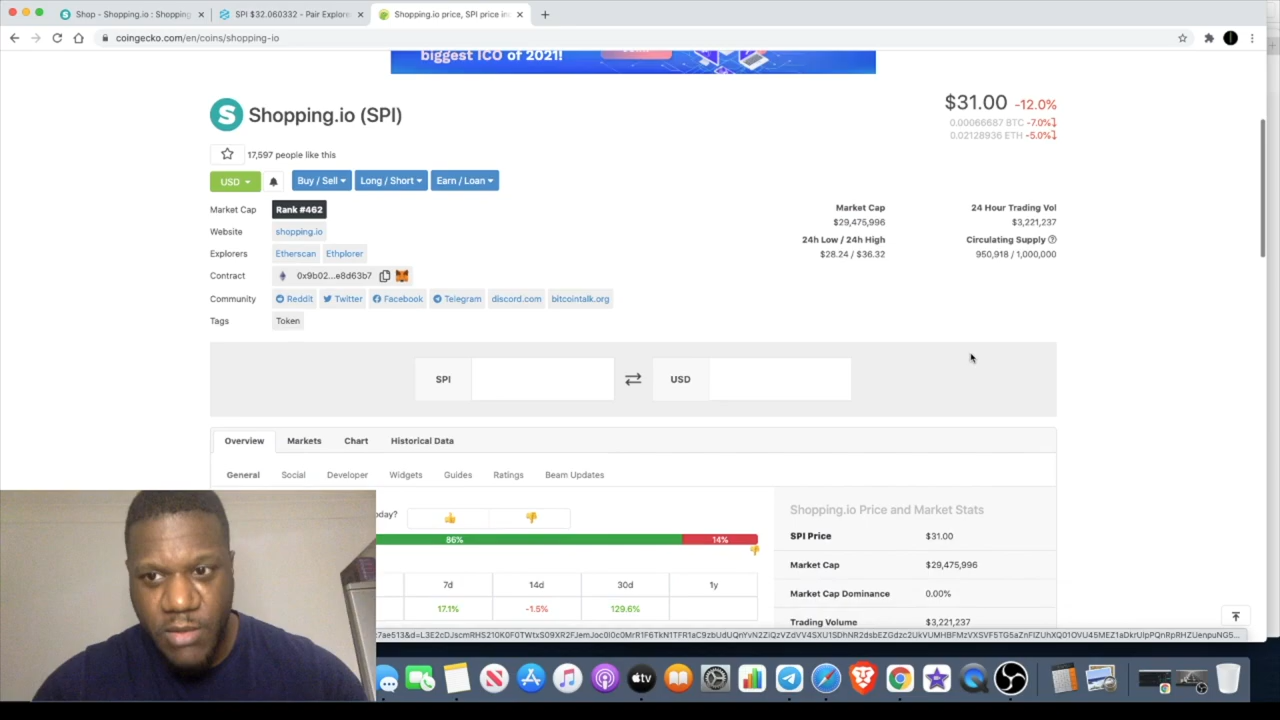 Shop - Shopping.io : Shopping
SPI $32.060332 - Pair Explore
Shopping.io price, SPI price in
coingecko.com/en/coins/shopping-io
biggest ICO of 2021!
Shopping.io (SPI)
$31.00 -12.0%
0.00066687 BTC -7.0%
0.02128936 ETH -5.0%
17,597 people like this
USD
Buy / Sell
Long / Short
Earn / Loan
Market Cap Rank #462
Website shopping.io
Explorers Etherscan Ethplorer
Contract 0x9b02...e8d63b7
Community Reddit Twitter Facebook Telegram discord.com bitcointalk.org
Tags Token
Market Cap
$29,475,996
24 Hour Trading Vol
$3,221,237
24h Low / 24h High
$28.24 / $36.32
Circulating Supply
950,918 / 1,000,000
SPI
USD
Overview Markets Chart Historical Data
General Social Developer Widgets Guides Ratings Beam Updates
oday?
86%
14%
7d 14d 30d 1y
17.1% -1.5% 129.6%
Shopping.io Price and Market Stats
SPI Price $31.00
Market Cap $29,475,996
Market Cap Dominance 0.00%
Trading Volume $3,221,237
tv